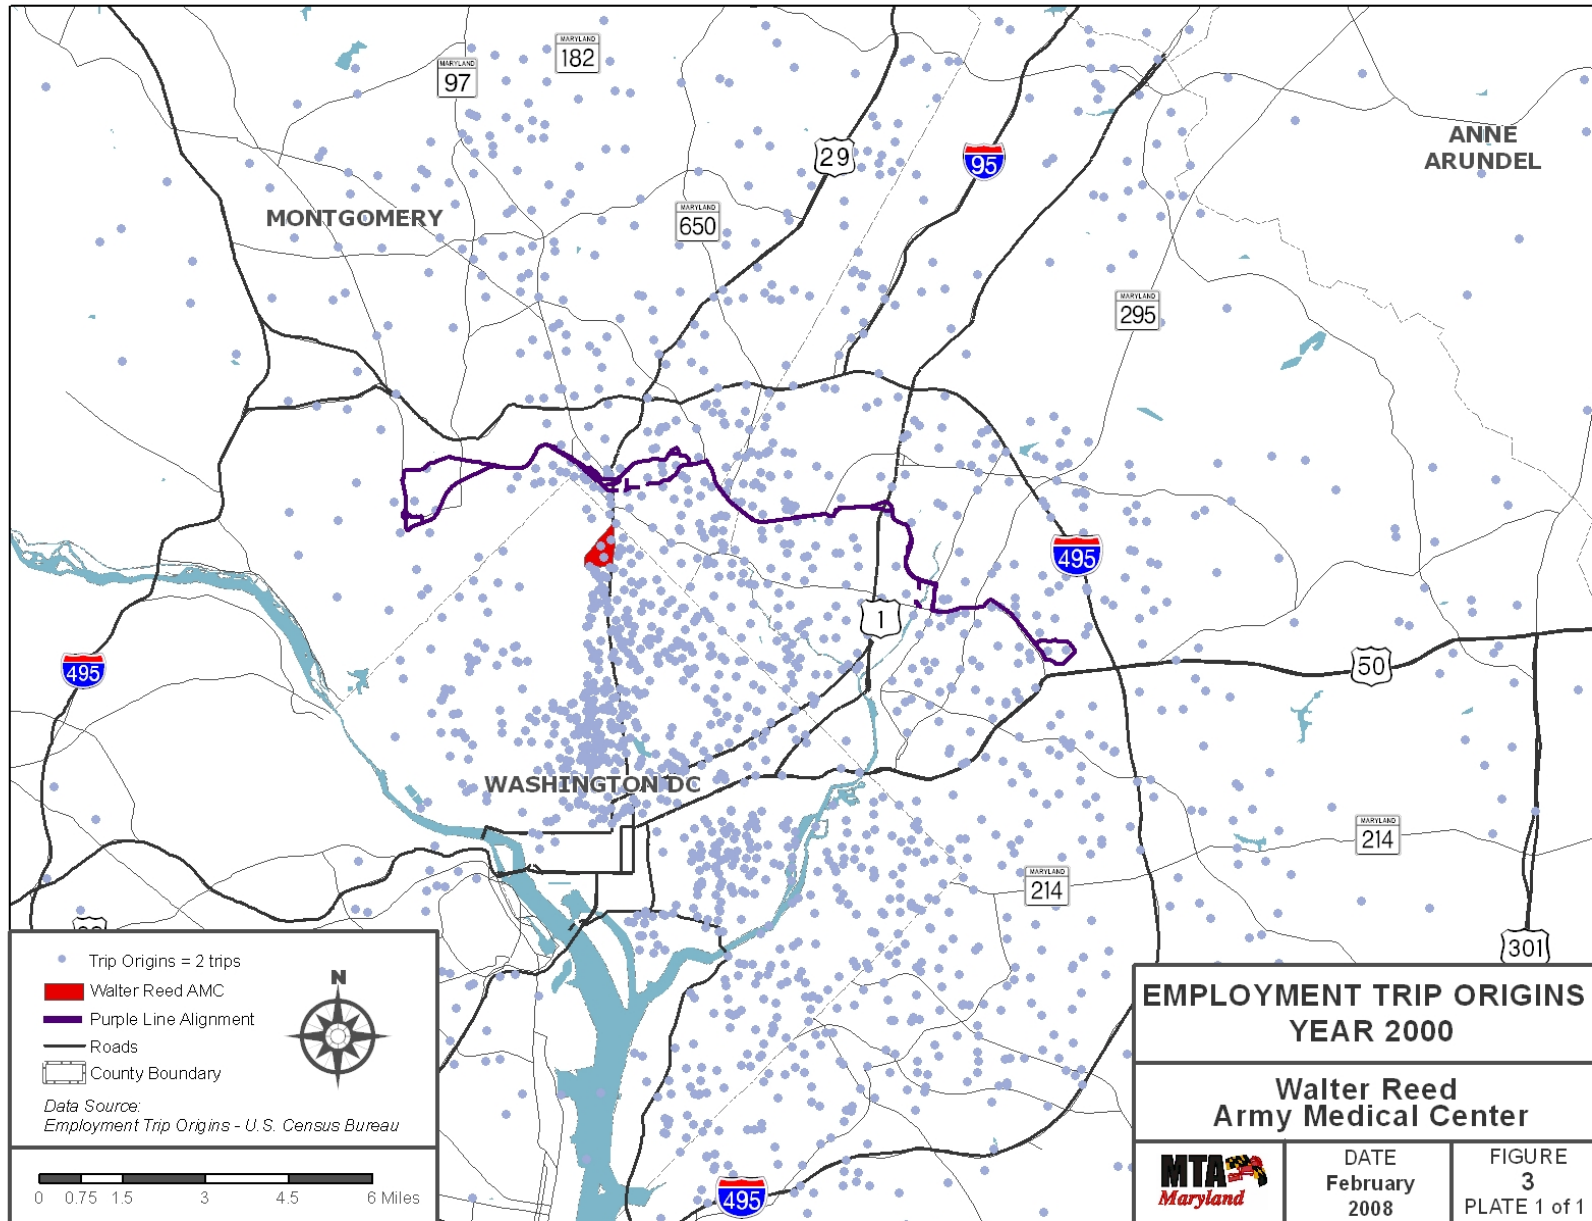 MARYLAND
182
MARYLAND
97
29
95
ANNE
ARUNDEL
MONTGOMERY
MARYLAND
650
MARYLAND
295
495
1
495
50
WASHINGTON DC
MARYLAND
214
MARYLAND
214
301
495
Trip Origins = 2 trips
Walter Reed AMC
Purple Line Alignment
Roads
County Boundary
N
Data Source:
Employment Trip Origins - U.S. Census Bureau
0 0.75 1.5 3 4.5 6 Miles
EMPLOYMENT TRIP ORIGINS
YEAR 2000
Walter Reed
Army Medical Center
MTA
Maryland
DATE
February
2008
FIGURE
3
PLATE 1 of 1